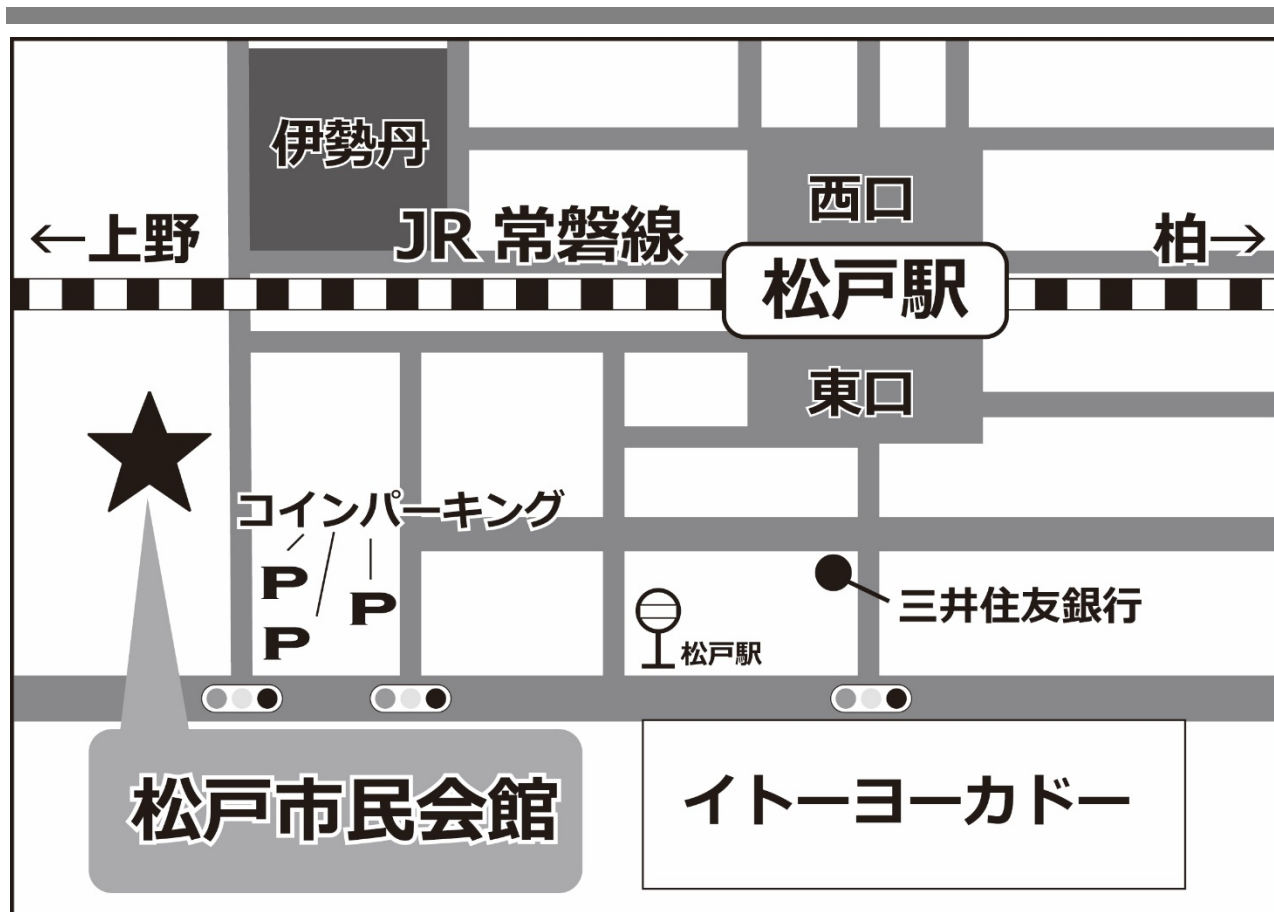 伊勢丹
西口
←上野
JR 常磐線
柏→
松戸駅
東口
コインパーキング
P
P
P
三井住友銀行
松戸駅
松戸市民会館
イトーヨーカドー